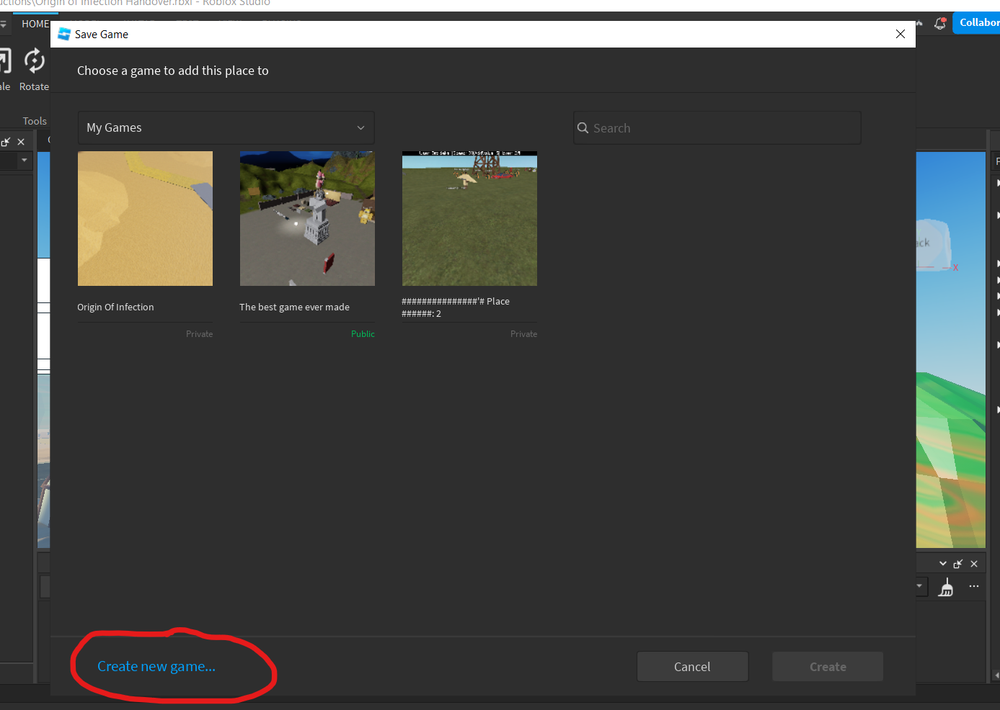 uctions\Origin of Infection Handover.rbxl - Roblox Studio
HOME
Collabor
Save Game
Choose a game to add this place to
ale Rotate
Tools
My Games
Search
Origin Of Infection
Private
The best game ever made
Public
###############'# Place
######: 2
Private
ack
X
Create new game...
Cancel
Create